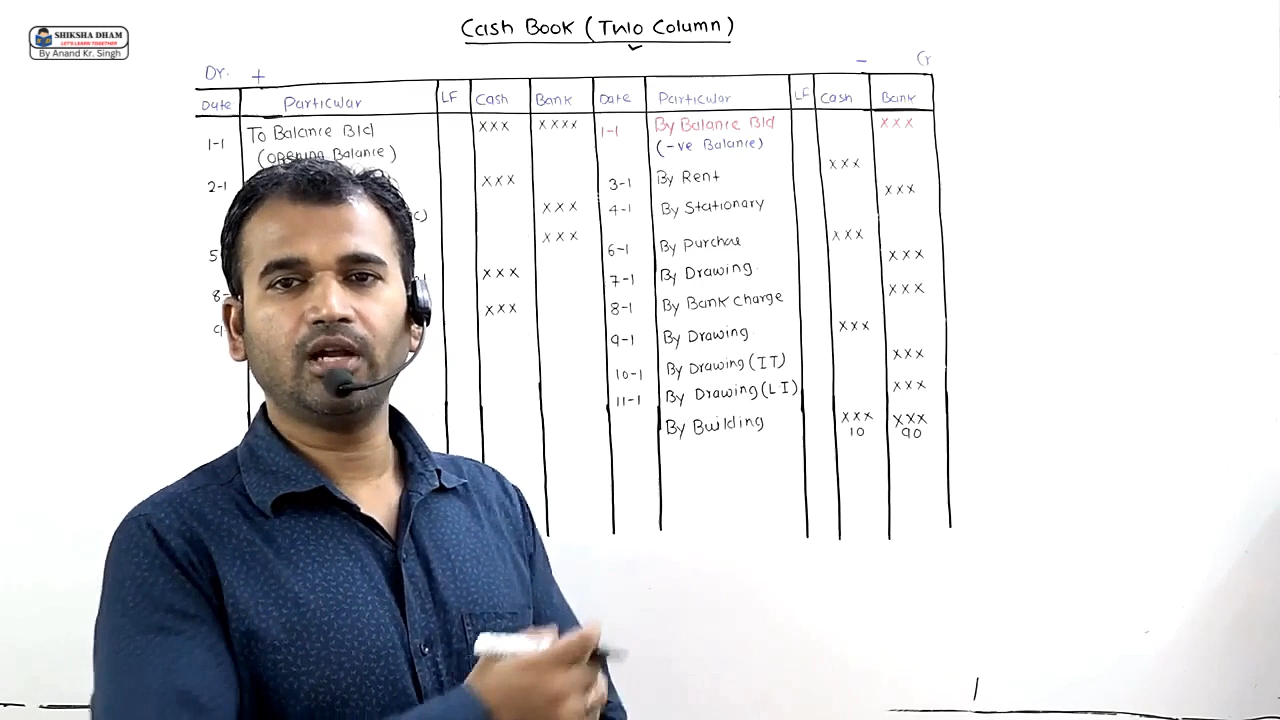 SHIKSHA DHAM
LET'S LEARN TOGETHER
By Anand Kr. Singh
Cash Book (Two Column)
Dr. +
- Cr
Date Particular LF Cash Bank Date Particular LF Cash Bank
1-1 To Balance B/d xxx xxxx 1-1 By Balance B/d xxx
(opening Balance) (-ve Balance)
xxx
2-1 xxx 3-1 By Rent
xxx
xxx 4-1 By Stationary
xxx 6-1 By Purchae xxx
xxx 7-1 By Drawing xxx
8- xxx 8-1 By Bank charge xxx
9-1 By Drawing xxx
10-1 By Drawing (IT) xxx
11-1 By Drawing (LI) xxx
By Building xxx xxx
10 90